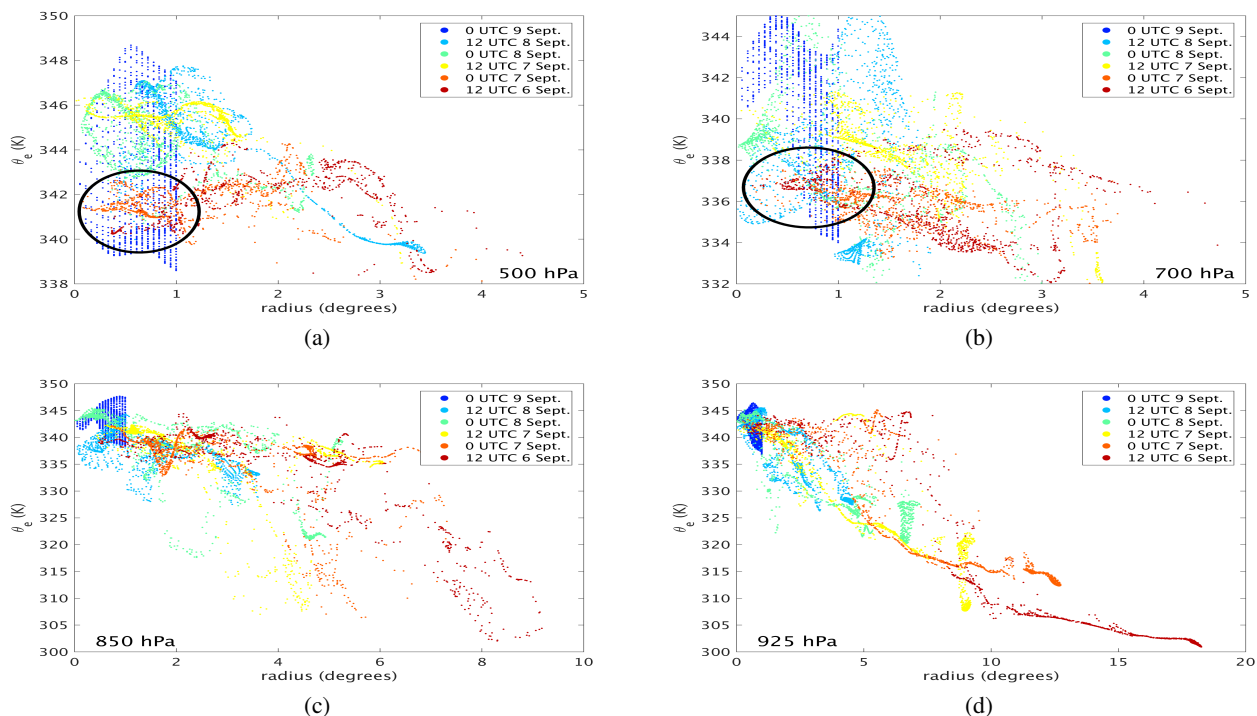 350
348
346
344
342
340
338
θe (K)
0 UTC 9 Sept.
12 UTC 8 Sept.
0 UTC 8 Sept.
12 UTC 7 Sept.
0 UTC 7 Sept.
12 UTC 6 Sept.
500 hPa
0 1 2 3 4 5
radius (degrees)
(a)
344
342
340
338
336
334
332
θe (K)
0 UTC 9 Sept.
12 UTC 8 Sept.
0 UTC 8 Sept.
12 UTC 7 Sept.
0 UTC 7 Sept.
12 UTC 6 Sept.
700 hPa
0 1 2 3 4 5
radius (degrees)
(b)
350
345
340
335
330
325
320
315
310
305
300
θe (K)
0 UTC 9 Sept.
12 UTC 8 Sept.
0 UTC 8 Sept.
12 UTC 7 Sept.
0 UTC 7 Sept.
12 UTC 6 Sept.
850 hPa
0 2 4 6 8 10
radius (degrees)
(c)
350
345
340
335
330
325
320
315
310
305
300
θe (K)
0 UTC 9 Sept.
12 UTC 8 Sept.
0 UTC 8 Sept.
12 UTC 7 Sept.
0 UTC 7 Sept.
12 UTC 6 Sept.
925 hPa
0 5 10 15 20
radius (degrees)
(d)